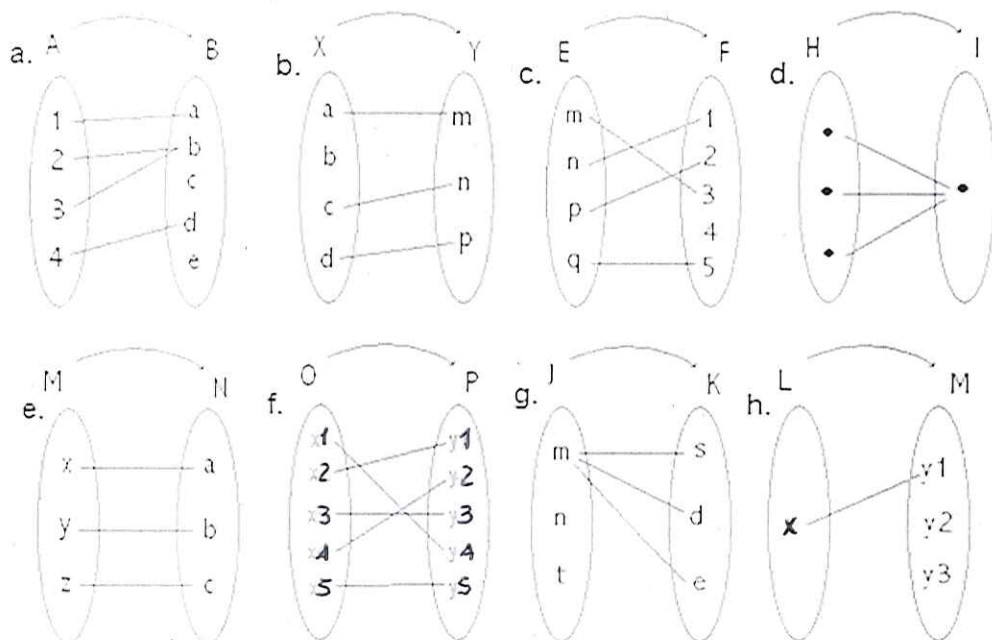 A B X Y E F H I
a. b. c. d.
1 a a m m 1
2 b b n 2
3 c c n p 3
4 d d p q 4
e 5
M N O P J K L M
e. f. g. h.
x a x1 y1 m s y1
y b x2 y2 n d x y2
z c x3 y3 t e y3
x4 y4
x5 y5